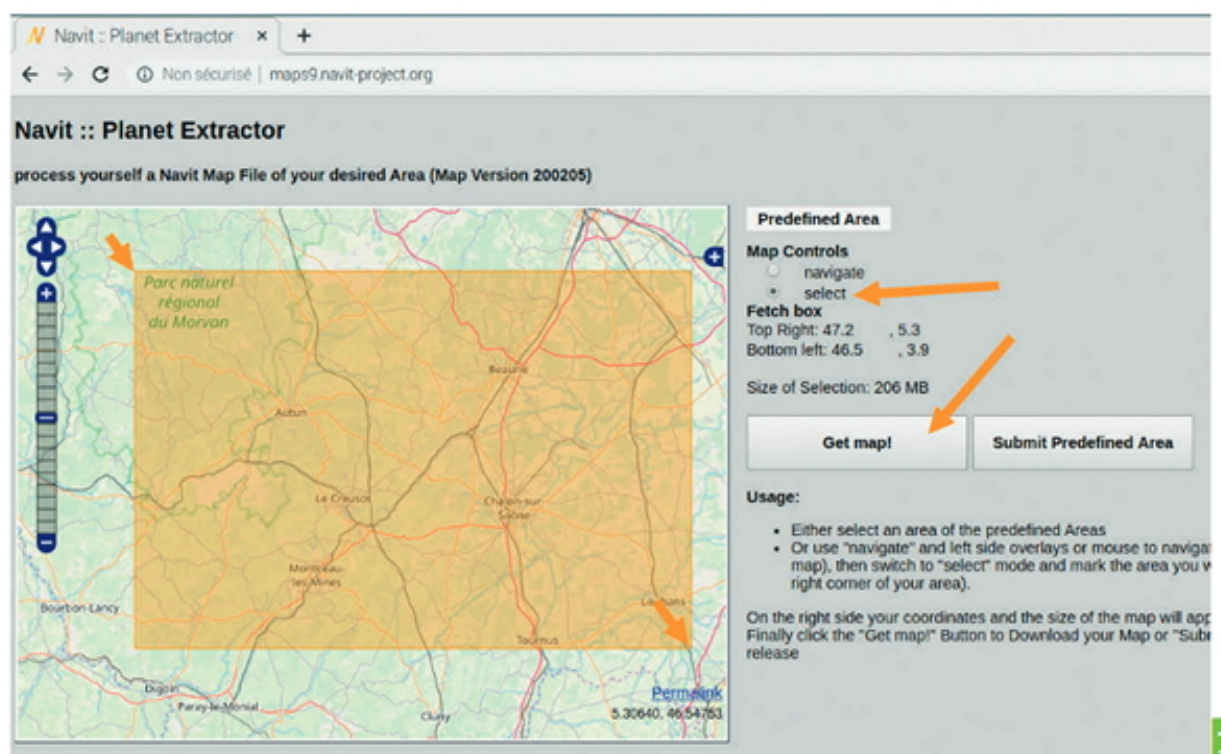 Navit :: Planet Extractor
Non sécurisé | maps9.navit-project.org
Navit :: Planet Extractor
process yourself a Navit Map File of your desired Area (Map Version 200205)
Parc naturel
régional
du Morvan
Beaune
Autun
Le Creusot
Chalon-sur-
Saône
Montceau-
les-Mines
Bourbon-Lancy
Louhans
Tournus
Digoin
Paray-le-Monial
Cluny
Permalink
5.30640, 46.54753
Predefined Area
Map Controls
navigate
select
Fetch box
Top Right: 47.2 , 5.3
Bottom left: 46.5 , 3.9
Size of Selection: 206 MB
Get map!
Submit Predefined Area
Usage:
• Either select an area of the predefined Areas
• Or use "navigate" and left side overlays or mouse to naviga
map), then switch to "select" mode and mark the area you w
right corner of your area).
On the right side your coordinates and the size of the map will app
Finally click the "Get map!" Button to Download your Map or "Subr
release